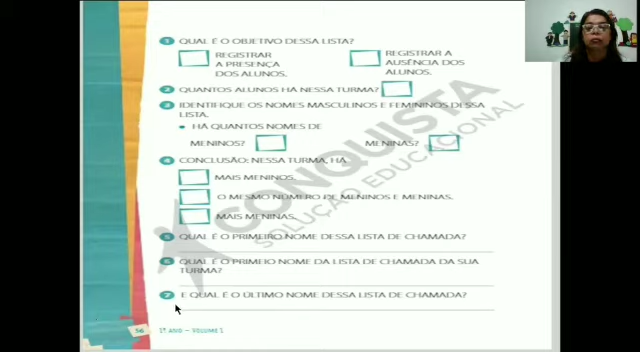 1 QUAL É O OBJETIVO DESSA LISTA?
REGISTRAR
A PRESENÇA
DOS ALUNOS.
REGISTRAR A
AUSÊNCIA DOS
ALUNOS.
2 QUANTOS ALUNOS HÁ NESSA TURMA?
3 IDENTIFIQUE OS NOMES MASCULINOS E FEMININOS DESSA
LISTA.
• HÁ QUANTOS NOMES DE
MENINOS? MENINAS?
4 CONCLUSÃO: NESSA TURMA, HÁ
MAIS MENINOS.
O MESMO NÚMERO DE MENINOS E MENINAS.
MAIS MENINAS.
5 QUAL É O PRIMEIRO NOME DESSA LISTA DE CHAMADA?
6 QUAL É O PRIMEIO NOME DA LISTA DE CHAMADA DA SUA
TURMA?
7 E QUAL É O ÚLTIMO NOME DESSA LISTA DE CHAMADA?
56 1º ANO – VOLUME 1
CONQUISTA
SOLUÇÃO EDUCACIONAL